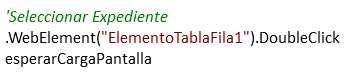 'Seleccionar Expediente
.WebElement("ElementoTablaFila1").DoubleClick
esperarCargaPantalla